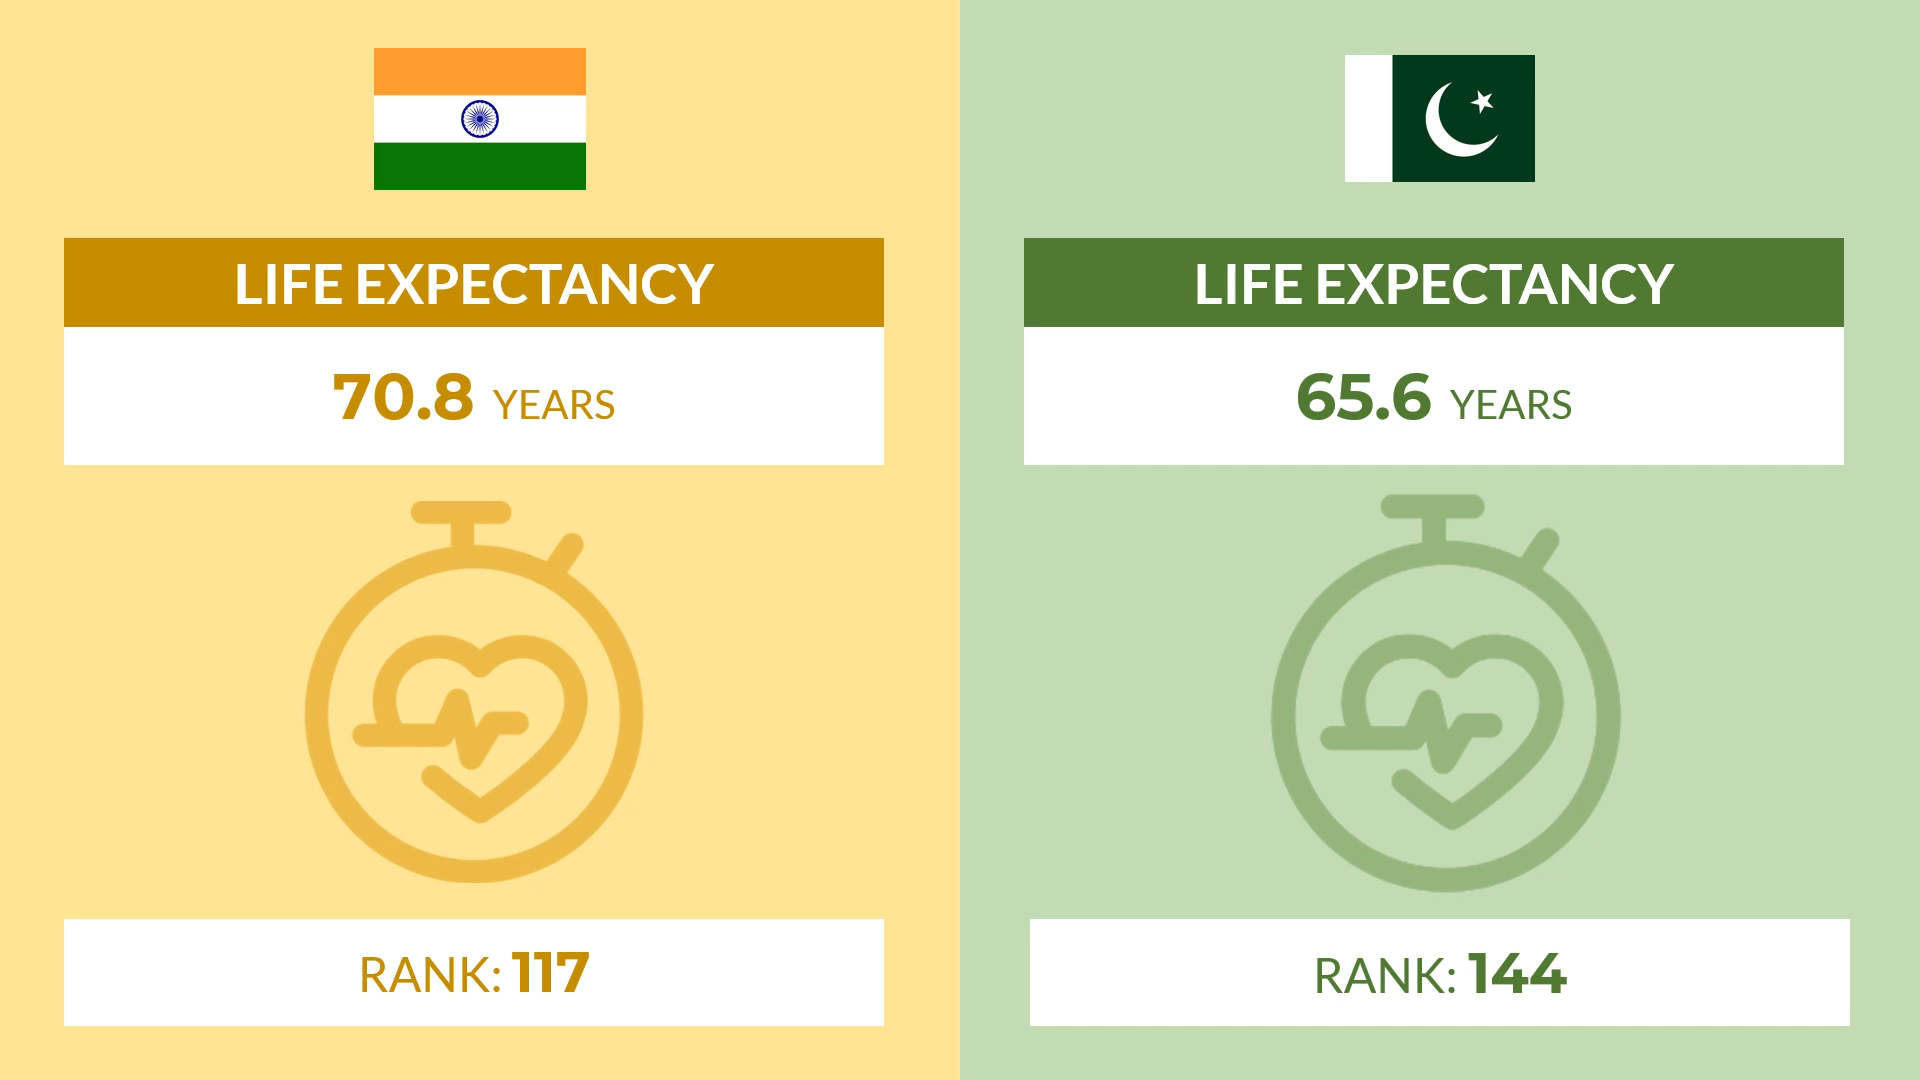 LIFE EXPECTANCY
70.8 YEARS
RANK: 117
LIFE EXPECTANCY
65.6 YEARS
RANK: 144